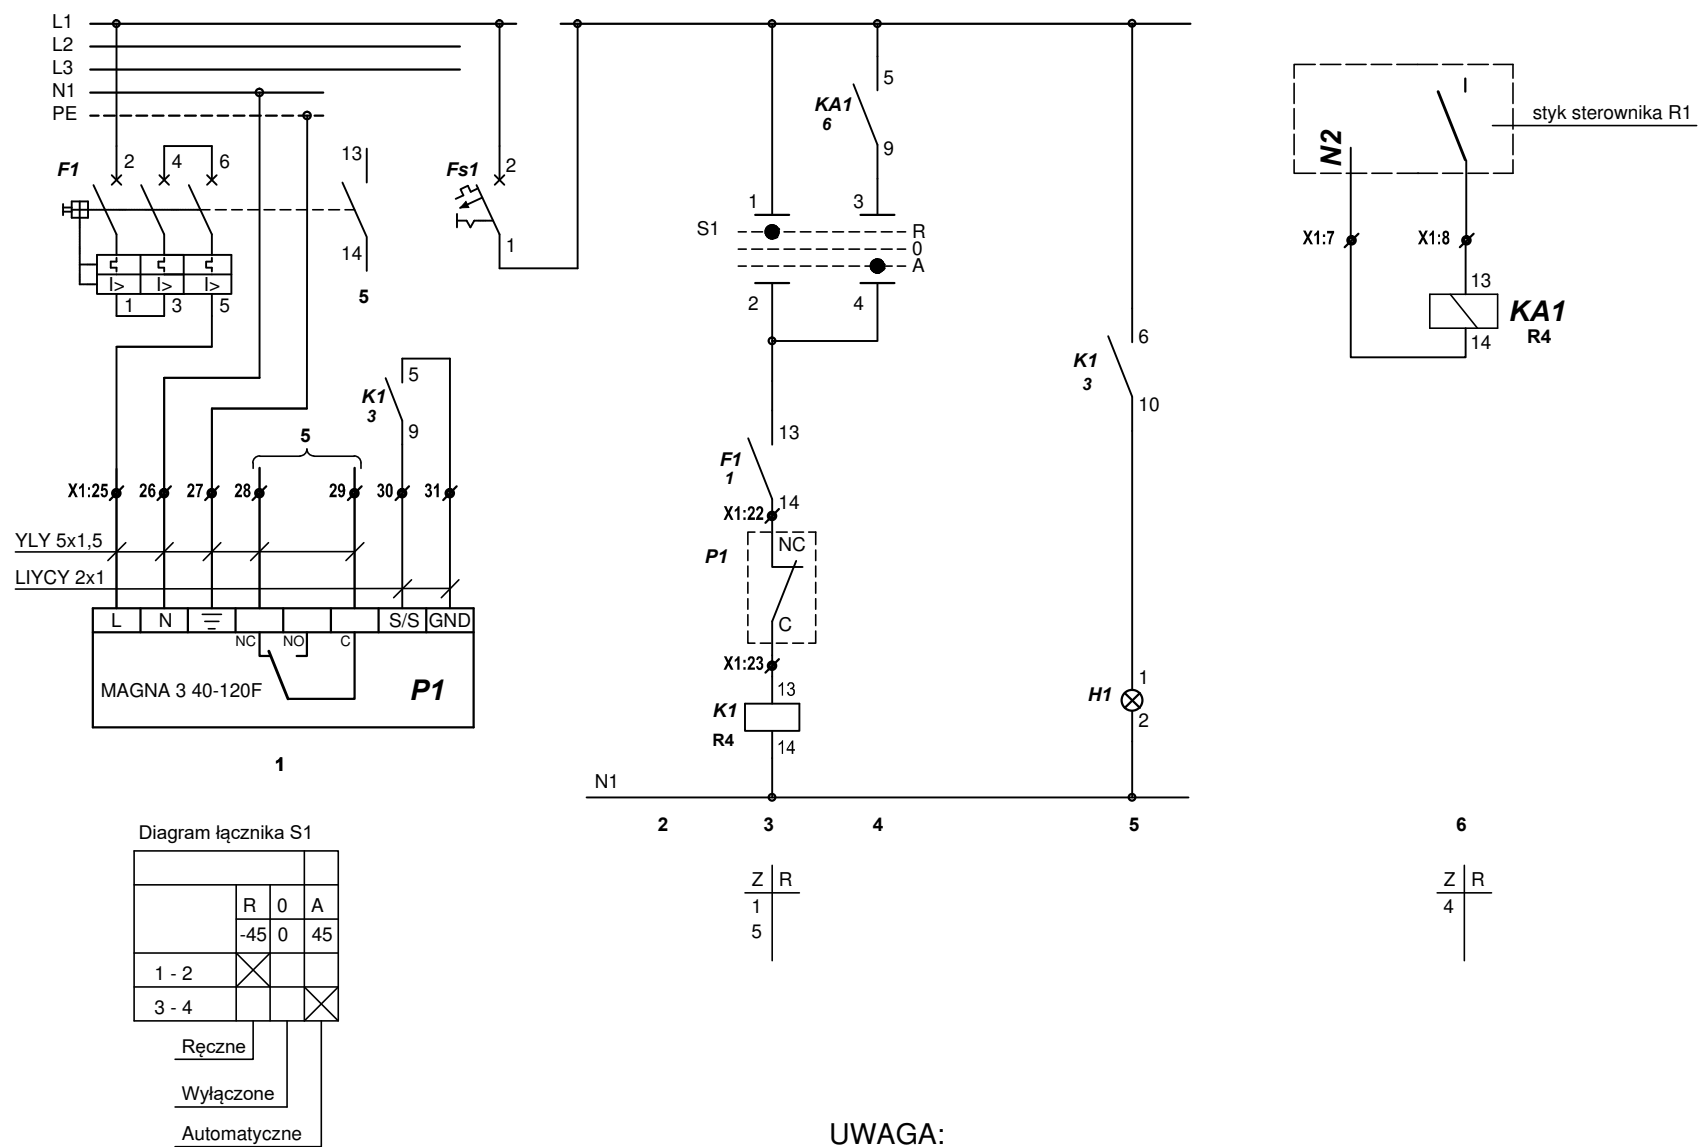 L1
L2
L3
N1
PE
F1
2
4
6
I>
I>
I>
1
3
5
13
14
5
Fs1
2
1
K1
3
5
9
5
X1:25
26
27
28
29
30
31
YLY 5x1,5
LIYCY 2x1
L
N
S/S
GND
NC
NO
C
MAGNA 3 40-120F
P1
1
KA1
6
5
9
S1
1
3
R
0
A
2
4
F1
1
13
14
X1:22
P1
NC
C
X1:23
K1
R4
13
14
N1
K1
3
6
10
H1
1
2
2
3
4
5
6
Z R
1
5
Z R
4
N2
styk sterownika R1
X1:7
X1:8
13
KA1
R4
14
Diagram łącznika S1
R 0 A
-45 0 45
1 - 2
3 - 4
Ręczne
Wyłączone
Automatyczne
UWAGA: